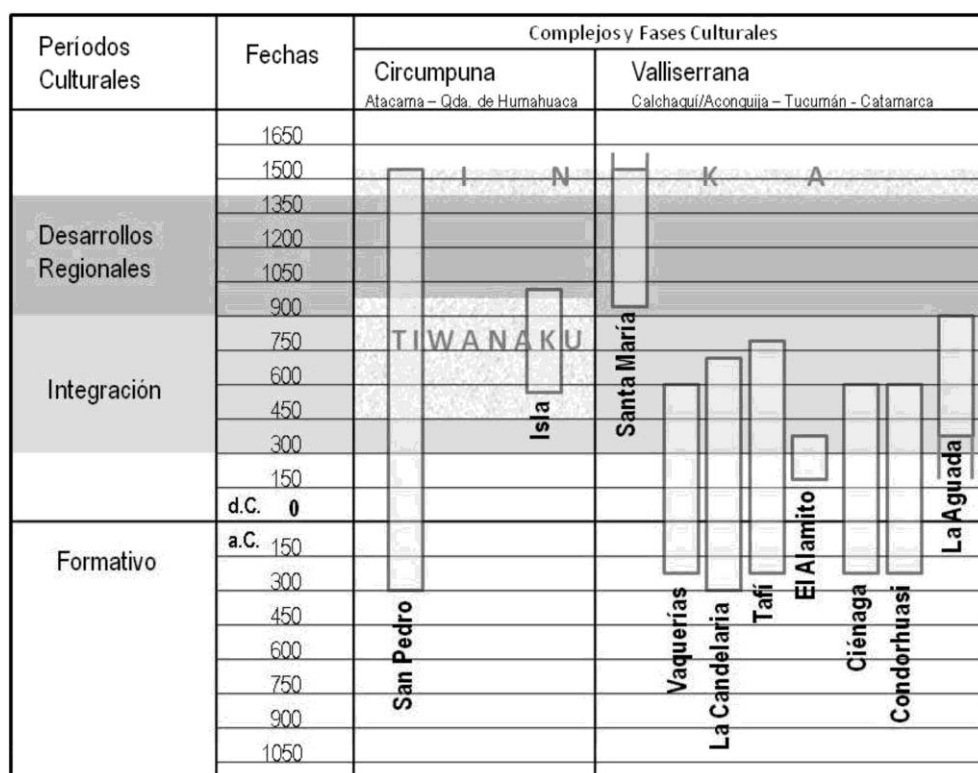 Períodos
Culturales
Fechas
Complejos y Fases Culturales
Circumpuna
Atacama – Qda. de Humahuaca
Valliserrana
Calchaquí/Aconquija – Tucumán - Catamarca
1650
1500
1350
1200
1050
900
750
600
450
300
150
d.C. 0
a.C. 150
300
450
600
750
900
1050
Desarrollos
Regionales
Integración
Formativo
I N K A
TIWANAKU
San Pedro
Isla
Santa María
Vaquerías
La Candelaria
Tafí
El Alamito
Ciénaga
Condorhuasi
La Aguada